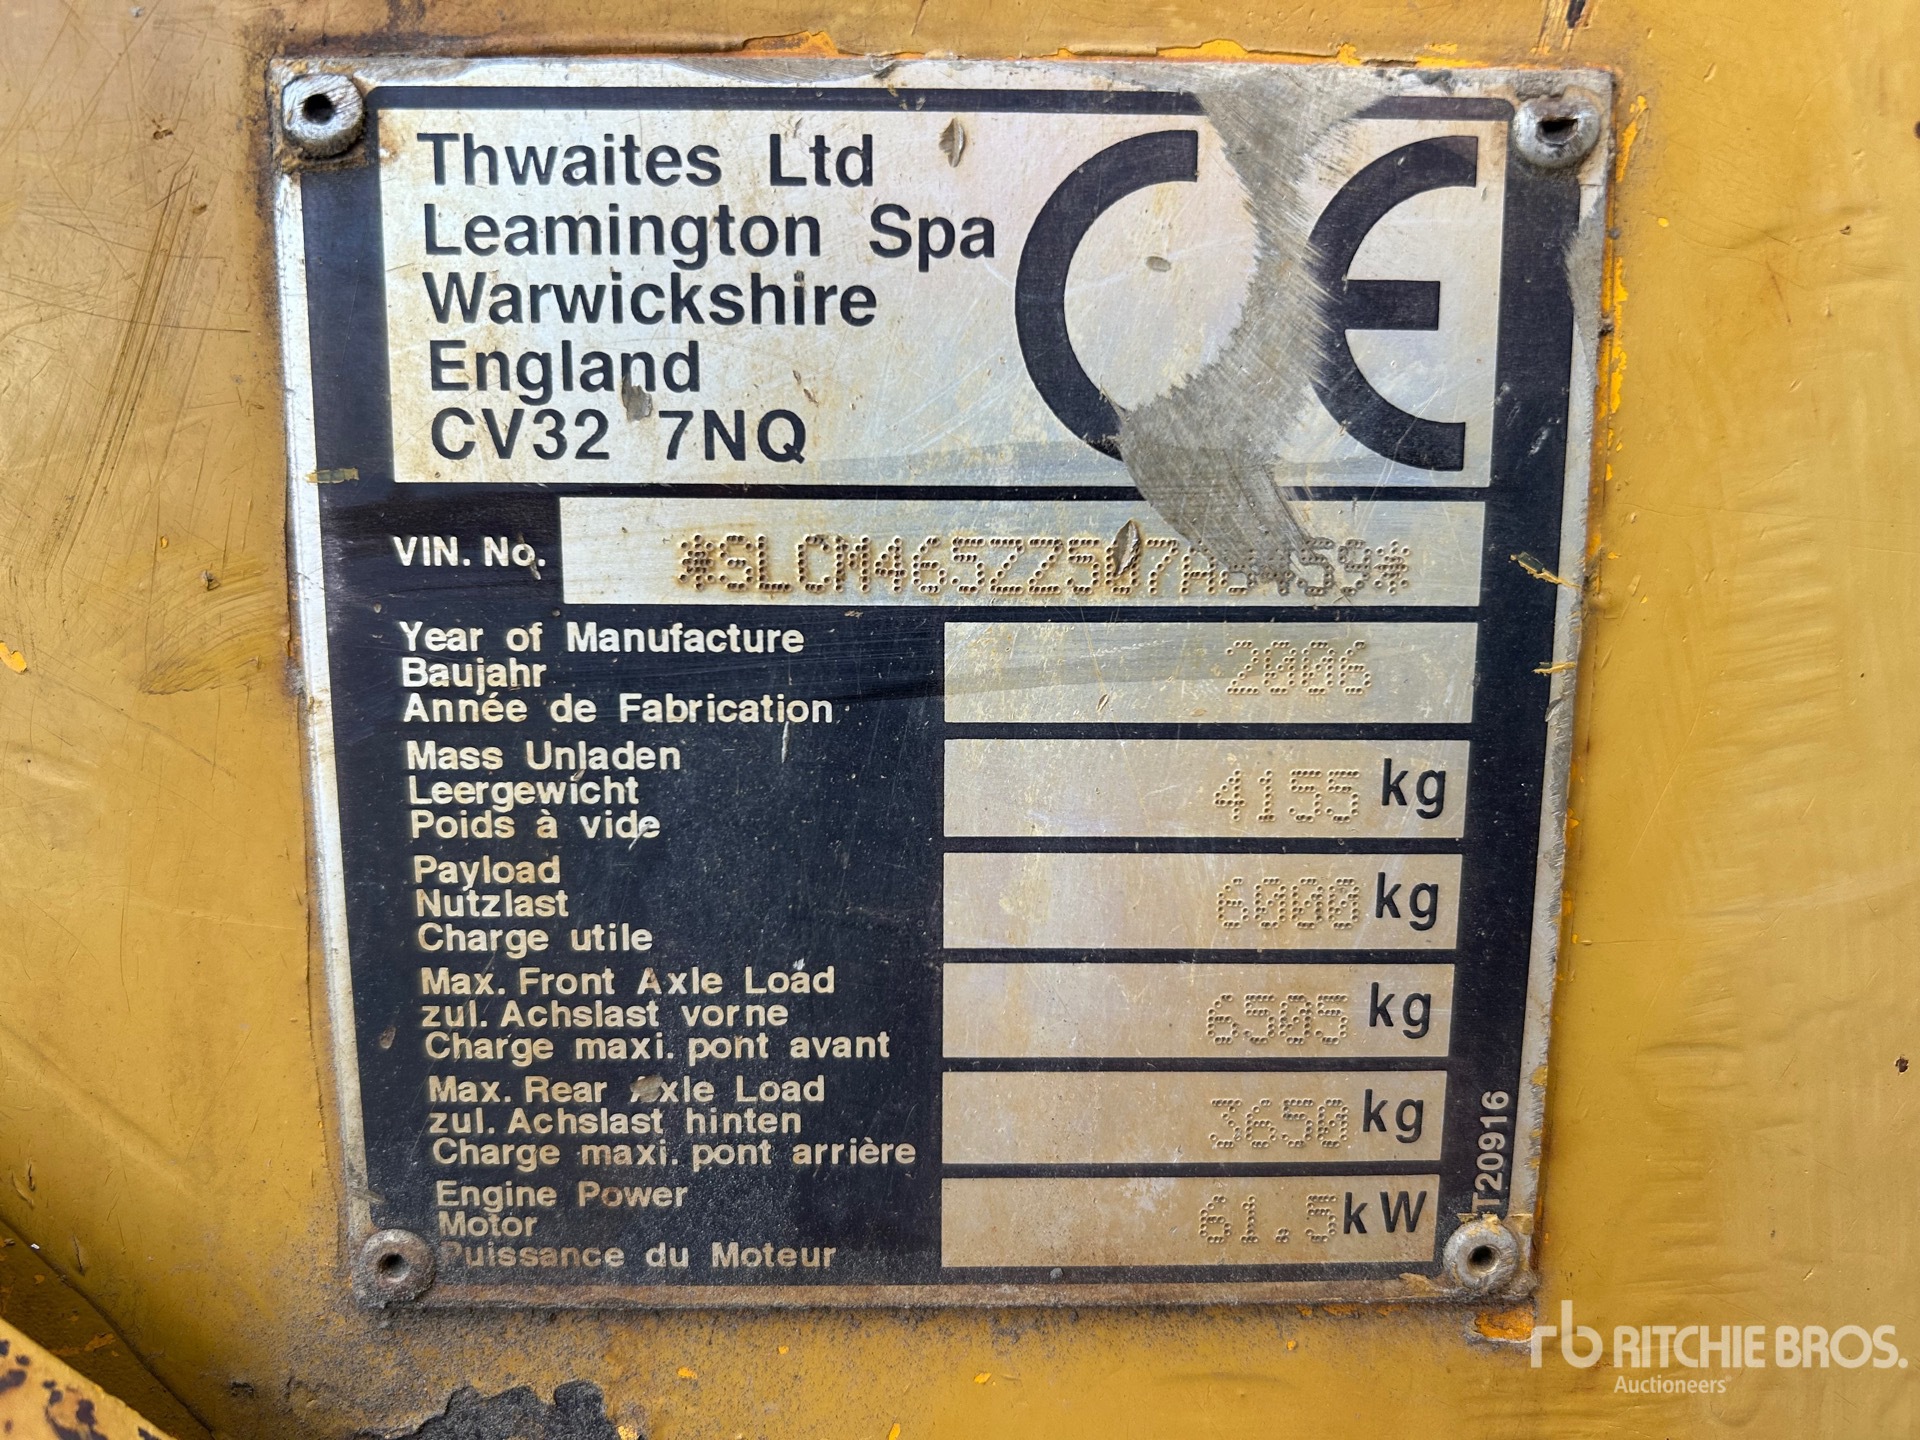 Thwaites Ltd
Leamington Spa
Warwickshire
England
CV32 7NQ
CE
VIN. No.
Year of Manufacture 2006
Baujahr
Année de Fabrication
Mass Unladen 4155 kg
Leergewicht
Poids à vide
Payload 6000 kg
Nutzlast
Charge utile
Max. Front Axle Load 6505 kg
zul. Achslast vorne
Charge maxi. pont avant
Max. Rear Axle Load 3650 kg
zul. Achslast hinten
Charge maxi. pont arrière
Engine Power 61.5 kW
Motor
Puissance du Moteur
T20916
rb RITCHIE BROS.
Auctioneers